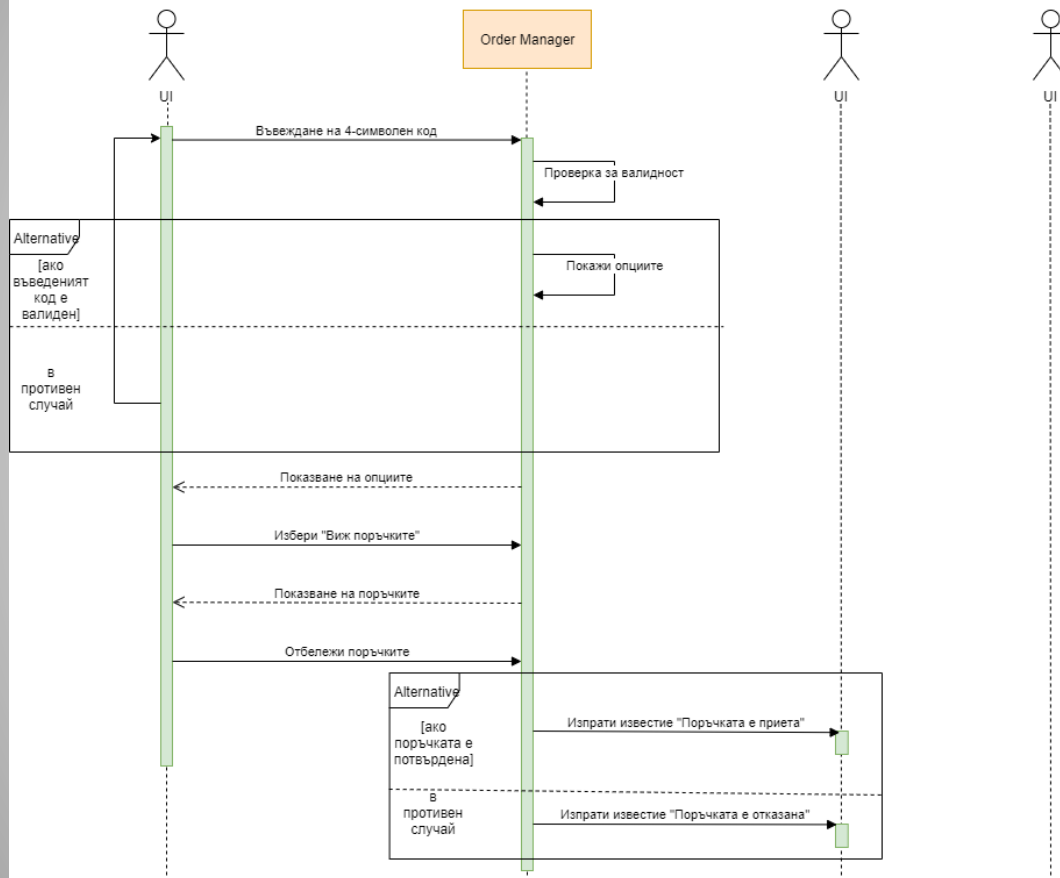 Order Manager
UI
UI
UI
Въвеждане на 4-символен код
Проверка за валидност
Alternative
[ако
въведеният
код е
валиден]
Покажи опциите
в
противен
случай
Показване на опциите
Избери "Виж поръчките"
Показване на поръчките
Отбележи поръчките
Alternative
[ако
поръчката е
потвърдена]
Изпрати известие "Поръчката е приета"
в
противен
случай
Изпрати известие "Поръчката е отказана"